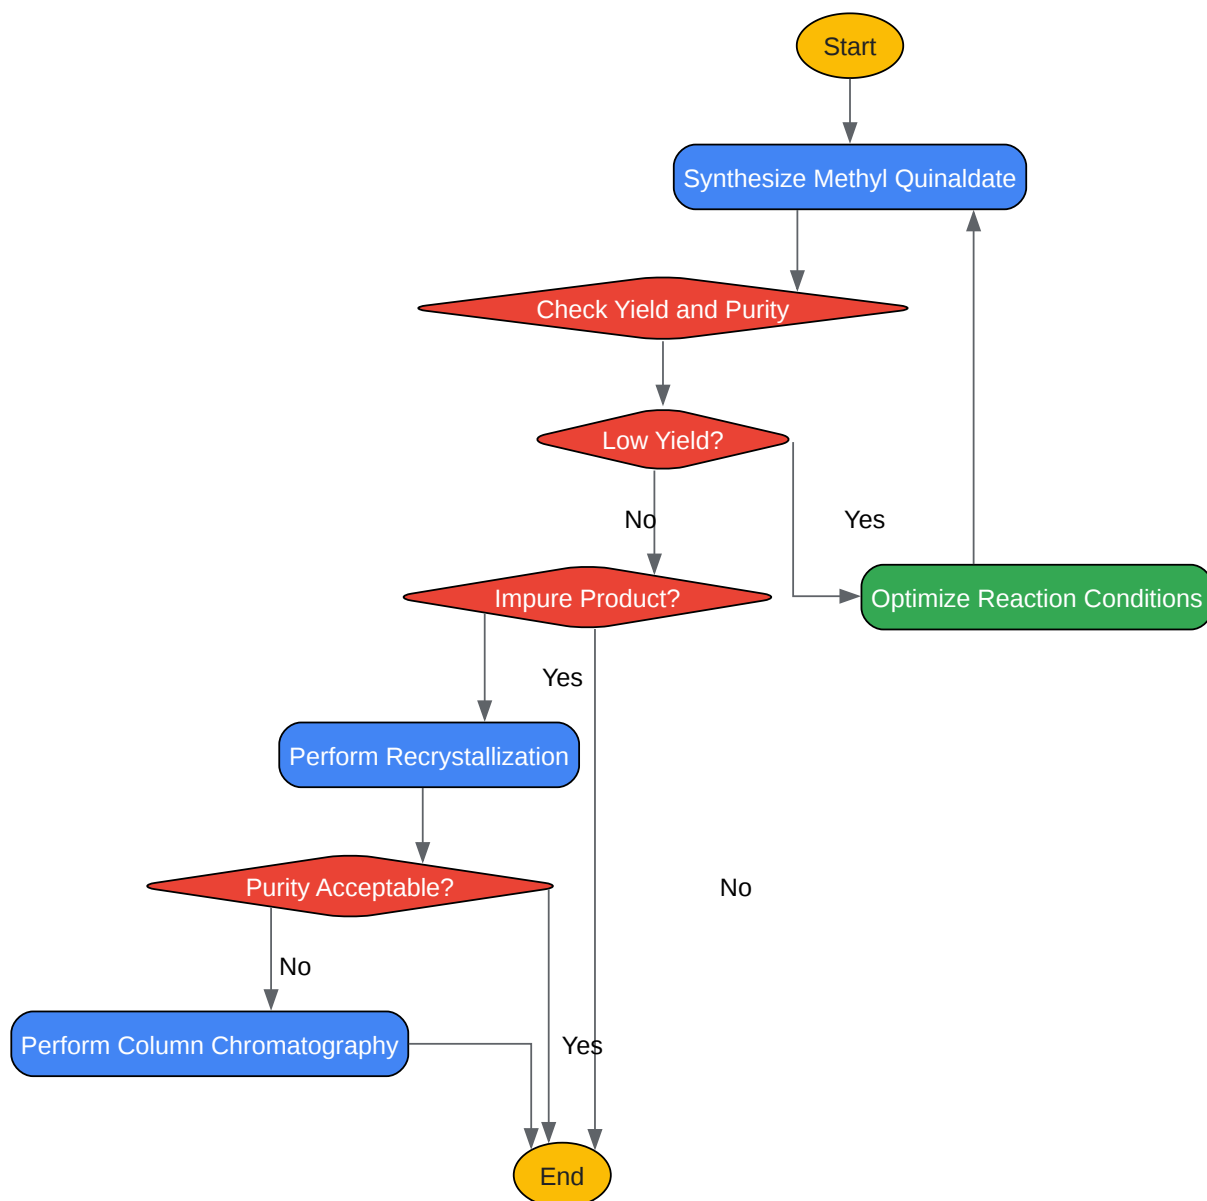 Start
Synthesize Methyl Quinaldate
Check Yield and Purity
Low Yield?
No
Yes
Impure Product?
Optimize Reaction Conditions
Yes
Perform Recrystallization
Purity Acceptable?
No
No
Perform Column Chromatography
Yes
End